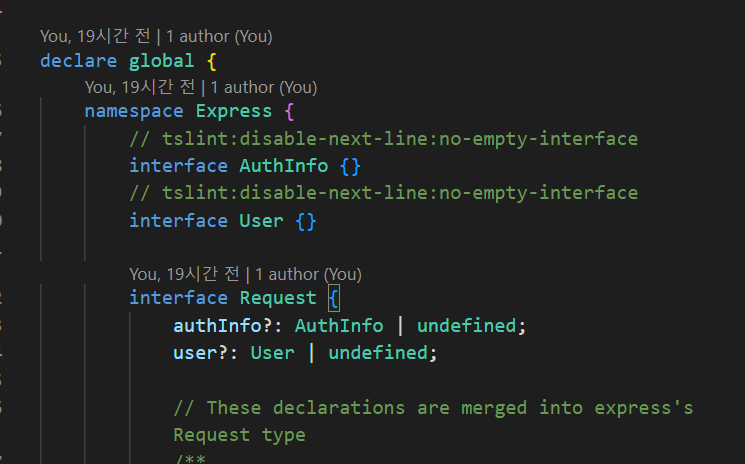 You, 19시간 전 | 1 author (You)
declare global {
You, 19시간 전 | 1 author (You)
namespace Express {
// tslint:disable-next-line:no-empty-interface
interface AuthInfo {}
// tslint:disable-next-line:no-empty-interface
interface User {}
You, 19시간 전 | 1 author (You)
interface Request {
authInfo?: AuthInfo | undefined;
user?: User | undefined;
// These declarations are merged into express's
Request type
/**